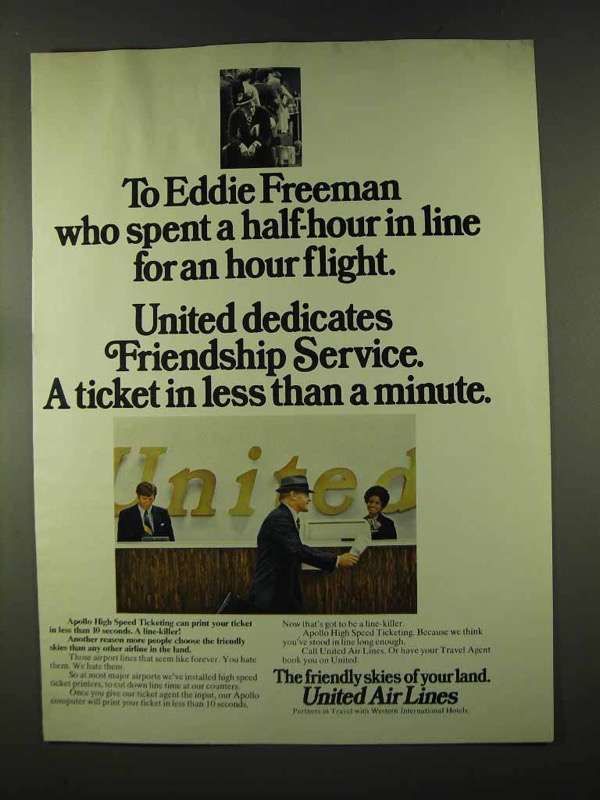 To Eddie Freeman
who spent a half-hour in line
for an hour flight.
United dedicates
Friendship Service.
A ticket in less than a minute.
United
Apollo High Speed Ticketing can print your ticket
in less than 10 seconds. A line-killer!
Another reason more people choose the friendly
skies than any other airline in the land.
Those airport lines that seem like forever. You hate
them. We hate them.
So at most major airports we've installed high speed
ticket printers, to cut down line time at our counters.
Once you give our ticket agent the input, our Apollo
computer will print your ticket in less than 10 seconds.
Now that's got to be a line-killer.
Apollo High Speed Ticketing. Because we think
you've stood in line long enough.
Call United Air Lines. Or have your Travel Agent
book you on United.
The friendly skies of your land.
United Air Lines
Partners in Travel with Western International Hotels.